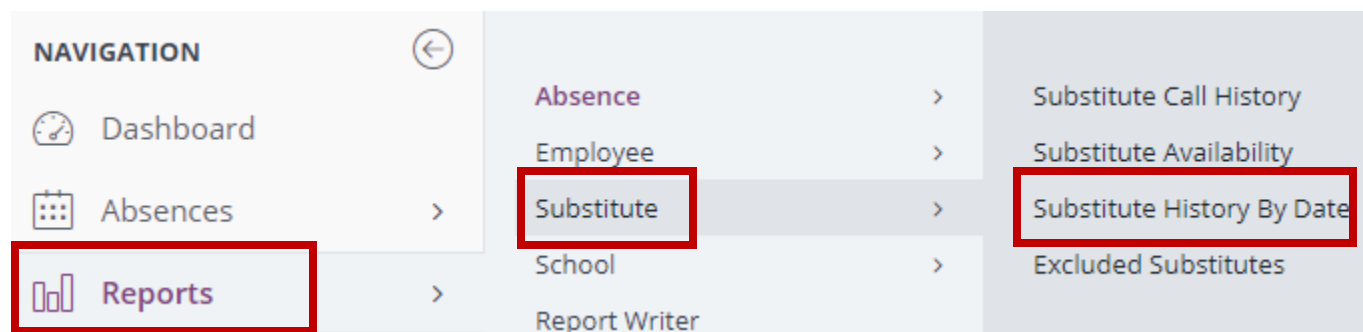 NAVIGATION
Dashboard
Absences
Reports
Absence
Employee
Substitute
School
Report Writer
Substitute Call History
Substitute Availability
Substitute History By Date
Excluded Substitutes